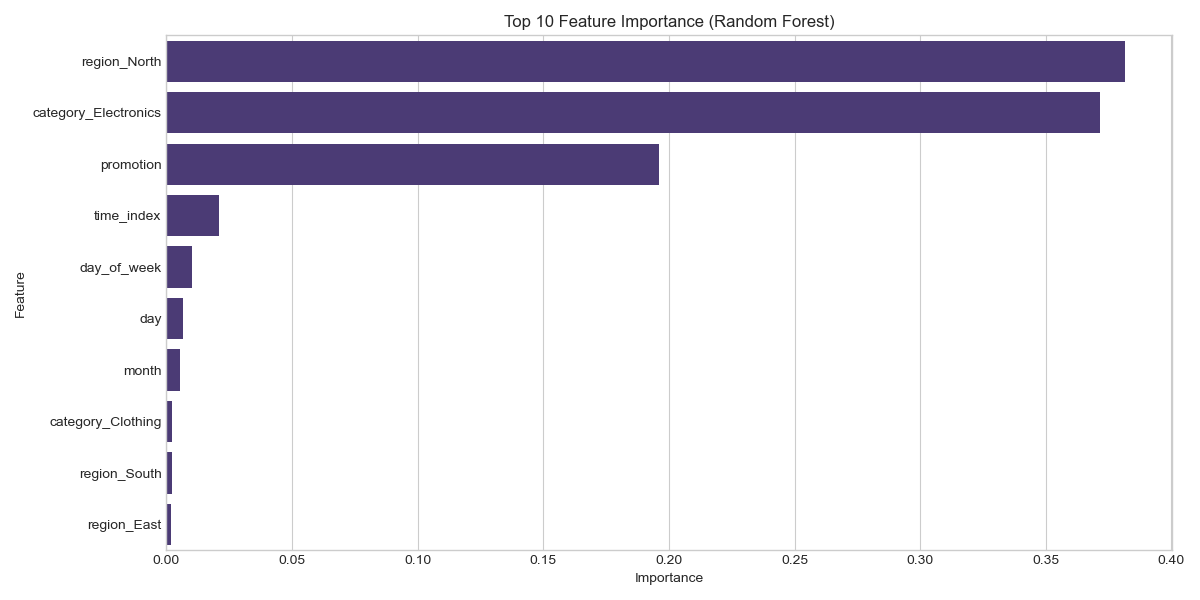 Top 10 Feature Importance (Random Forest)
region_North
category_Electronics
promotion
time_index
day_of_week
day
month
category_Clothing
region_South
region_East
Feature
0.00 0.05 0.10 0.15 0.20 0.25 0.30 0.35 0.40
Importance